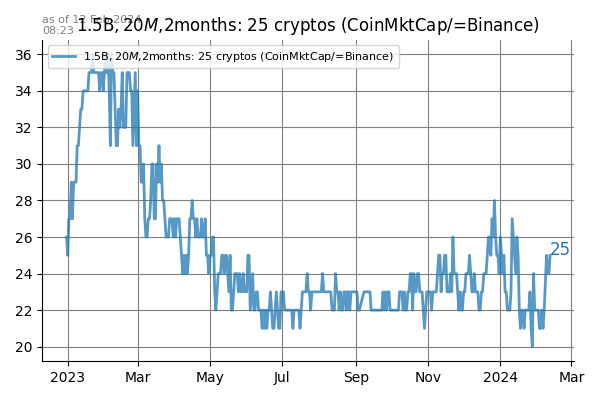 as of 12 Feb 2024
08:23
1.5B, 20M,2months: 25 cryptos (CoinMktCap/=Binance)
1.5B, 20M,2months: 25 cryptos (CoinMktCap/=Binance)
36
34
32
30
28
26
24
22
20
25
2023 Mar May Jul Sep Nov 2024 Mar